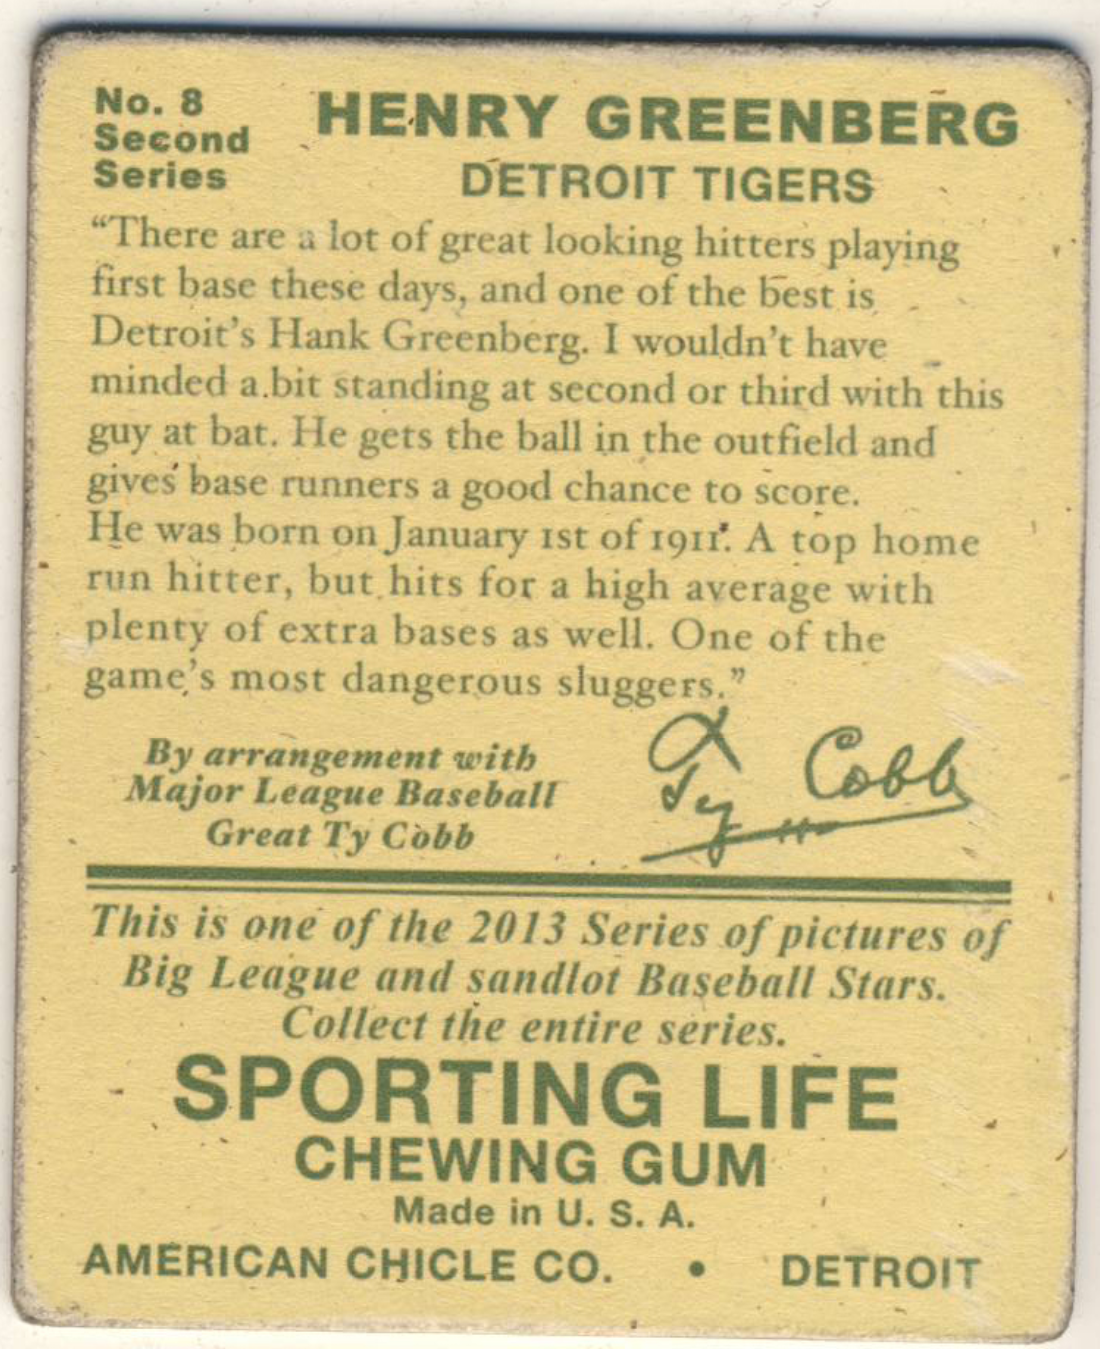 No. 8
Second
Series
HENRY GREENBERG
DETROIT TIGERS
“There are a lot of great looking hitters playing
first base these days, and one of the best is
Detroit’s Hank Greenberg. I wouldn’t have
minded a bit standing at second or third with this
guy at bat. He gets the ball in the outfield and
gives base runners a good chance to score.
He was born on January 1st of 1911. A top home
run hitter, but hits for a high average with
plenty of extra bases as well. One of the
game’s most dangerous sluggers.”
By arrangement with
Major League Baseball
Great Ty Cobb
Ty Cobb
This is one of the 2013 Series of pictures of
Big League and sandlot Baseball Stars.
Collect the entire series.
SPORTING LIFE
CHEWING GUM
Made in U. S. A.
AMERICAN CHICLE CO. • DETROIT